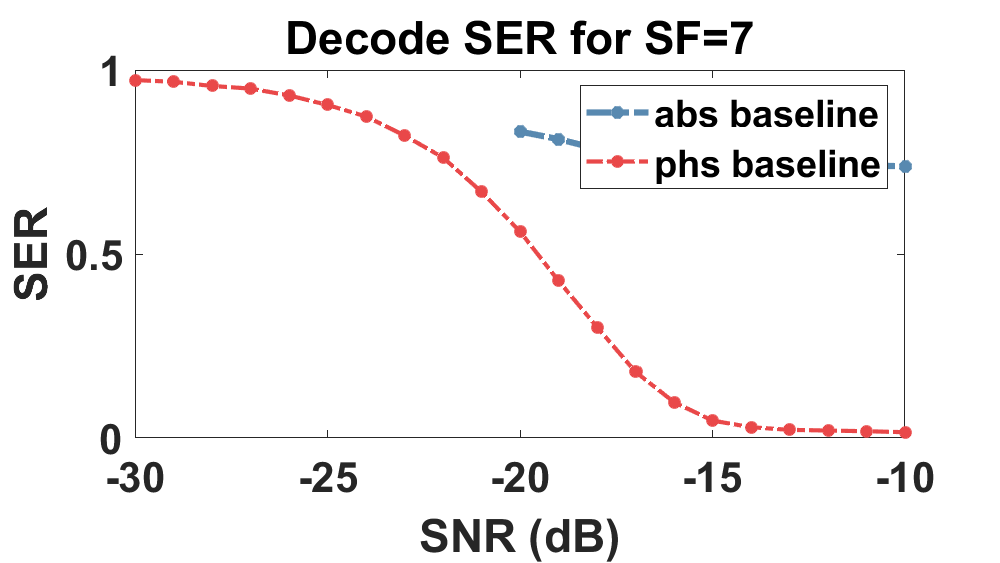 Decode SER for SF=7
1
abs baseline
phs baseline
SER
0.5
0
-30 -25 -20 -15 -10
SNR (dB)